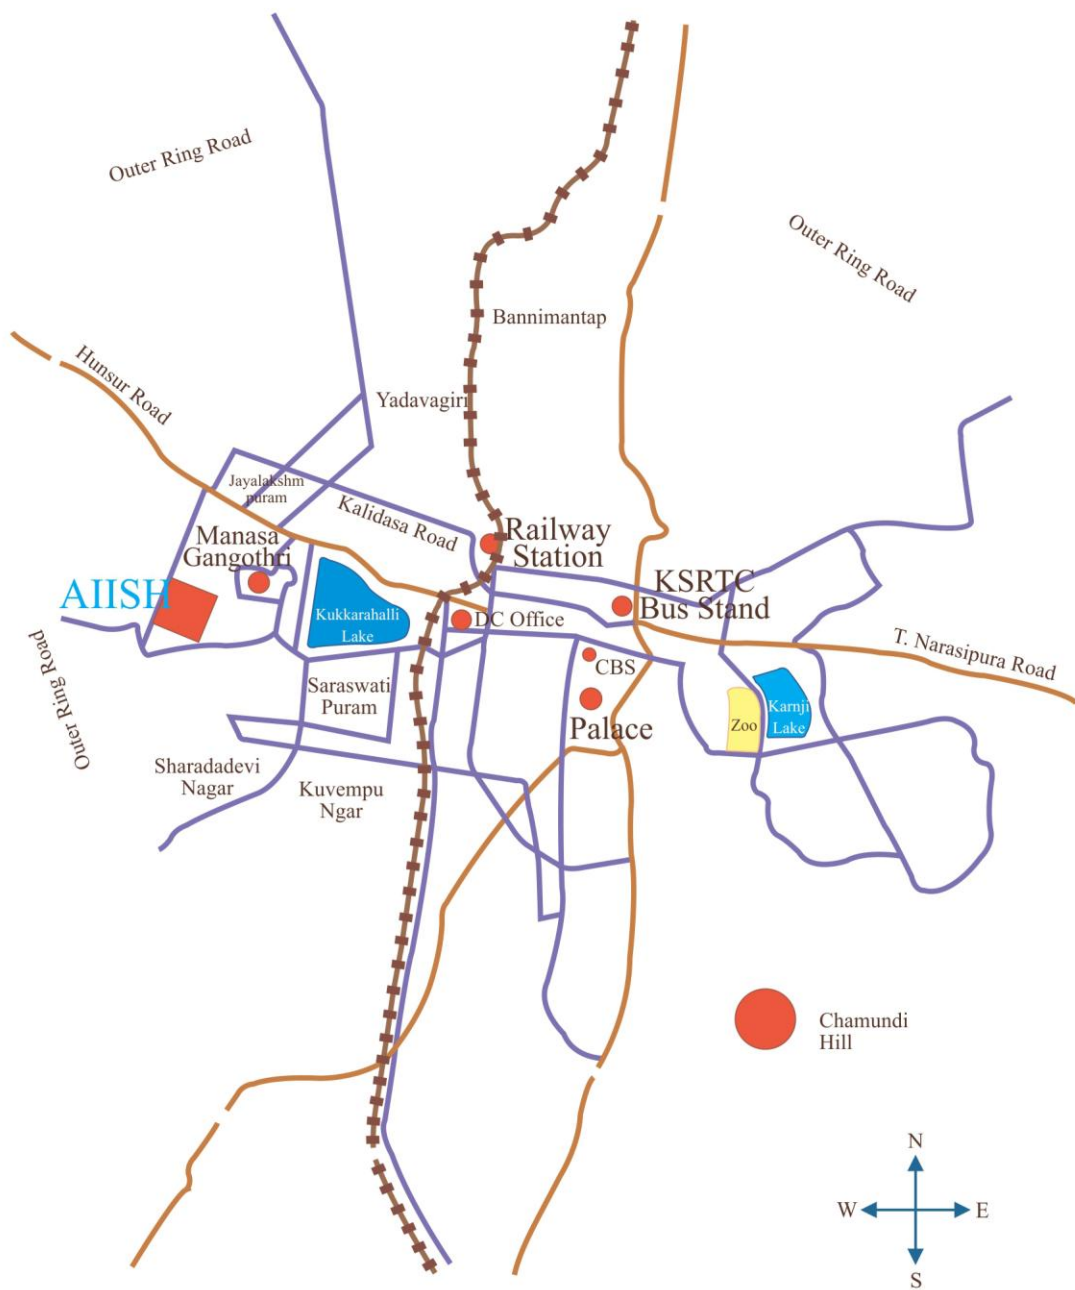 Outer Ring Road
Outer Ring Road
Bannimantap
Hunsur Road
Yadavagiri
Jayalakshm
puram
Kalidasa Road
Railway
Station
Manasa
Gangothri
AIISH
KSRTC
Bus Stand
Kukkarahalli
Lake
DC Office
T. Narasipura Road
Outer Ring Road
CBS
Saraswati
Puram
Karnji
Lake
Zoo
Palace
Sharadadevi
Nagar
Kuvempu
Ngar
Chamundi
Hill
N
W
E
S